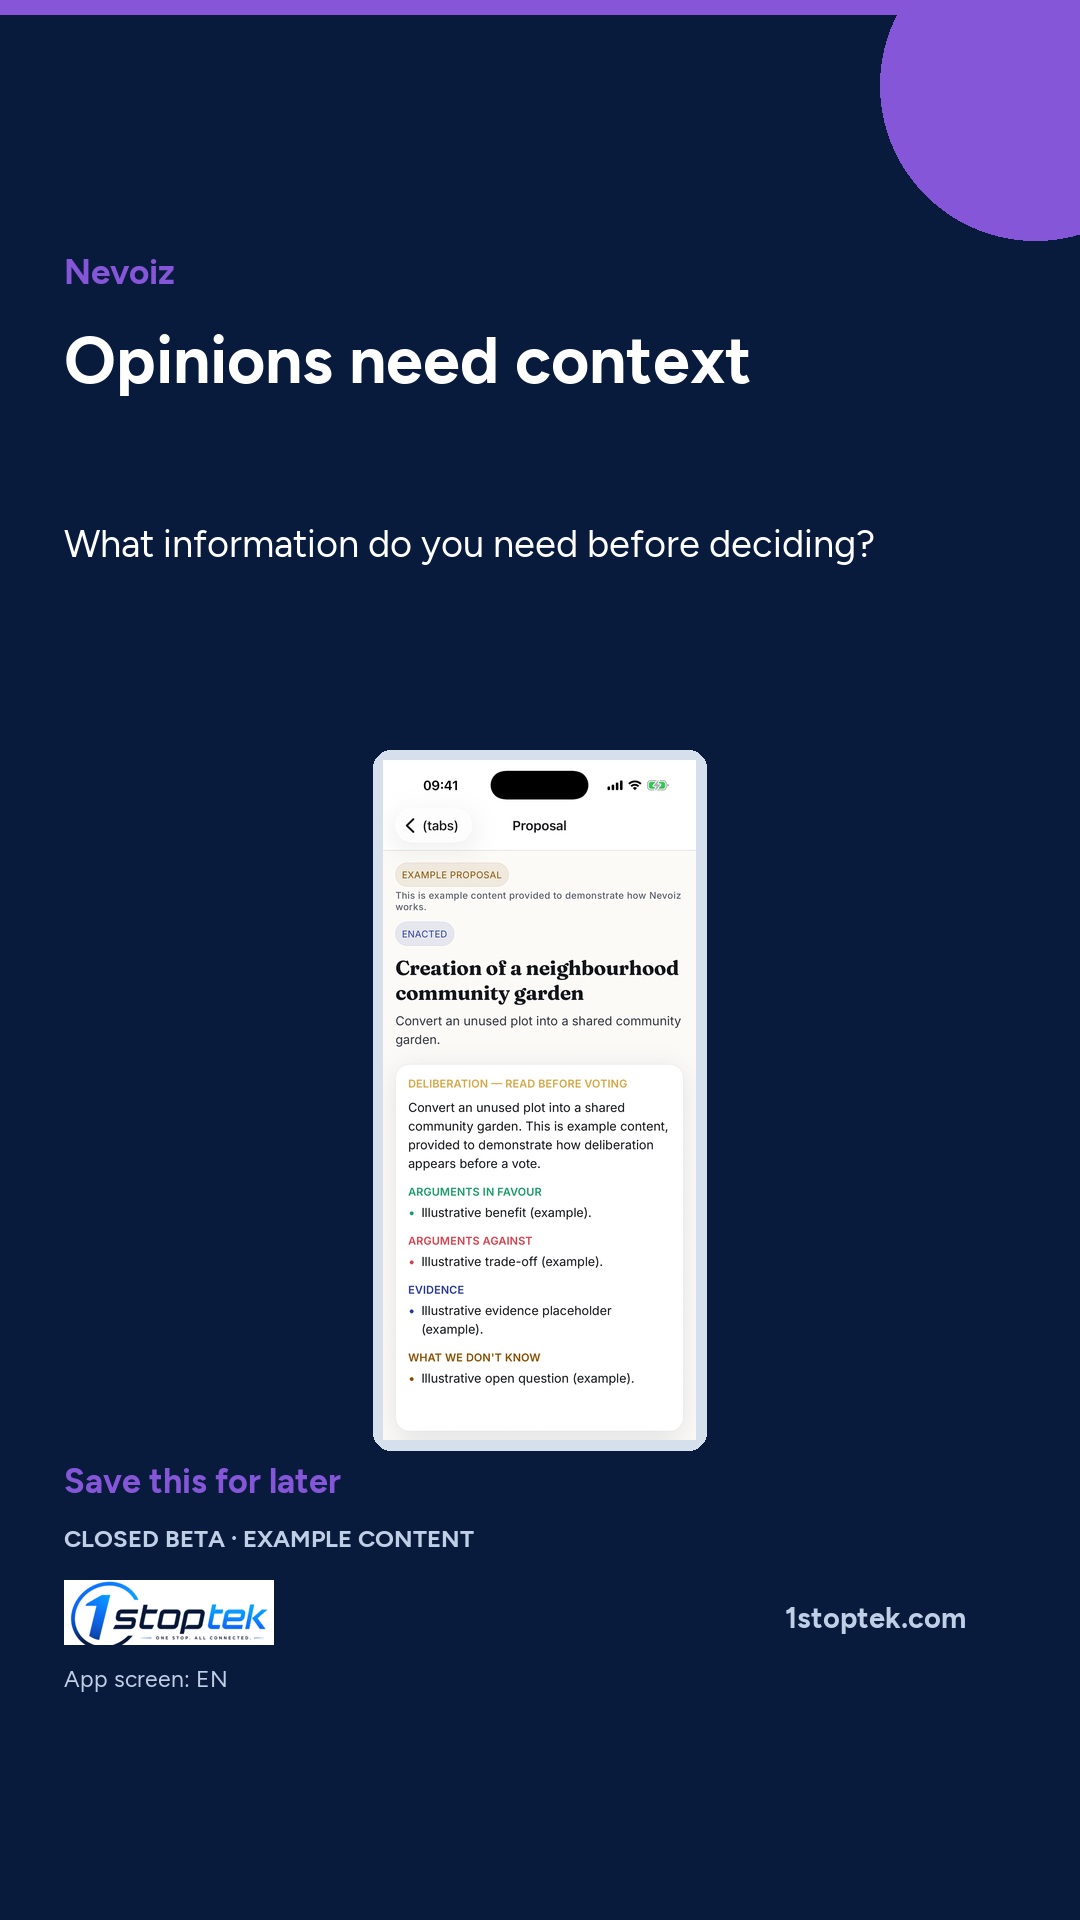 Nevoiz
Opinions need context
What information do you need before deciding?
09:41
(tabs)
Proposal
EXAMPLE PROPOSAL
This is example content provided to demonstrate how Nevoiz
works.
ENACTED
Creation of a neighbourhood
community garden
Convert an unused plot into a shared community
garden.
DELIBERATION — READ BEFORE VOTING
Convert an unused plot into a shared
community garden. This is example content,
provided to demonstrate how deliberation
appears before a vote.
ARGUMENTS IN FAVOUR
• Illustrative benefit (example).
ARGUMENTS AGAINST
• Illustrative trade-off (example).
EVIDENCE
• Illustrative evidence placeholder
(example).
WHAT WE DON'T KNOW
• Illustrative open question (example).
Save this for later
CLOSED BETA · EXAMPLE CONTENT
1stoptek
ONE STOP. ALL CONNECTED.
1stoptek.com
App screen: EN